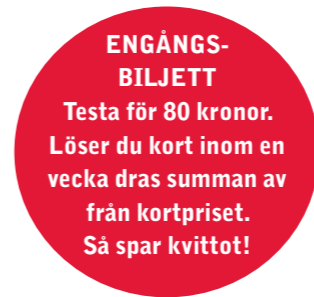 ENGÅNGS-
BILJETT
Testa för 80 kronor.
Löser du kort inom en
vecka dras summan av
från kortpriset.
Så spar kvittot!